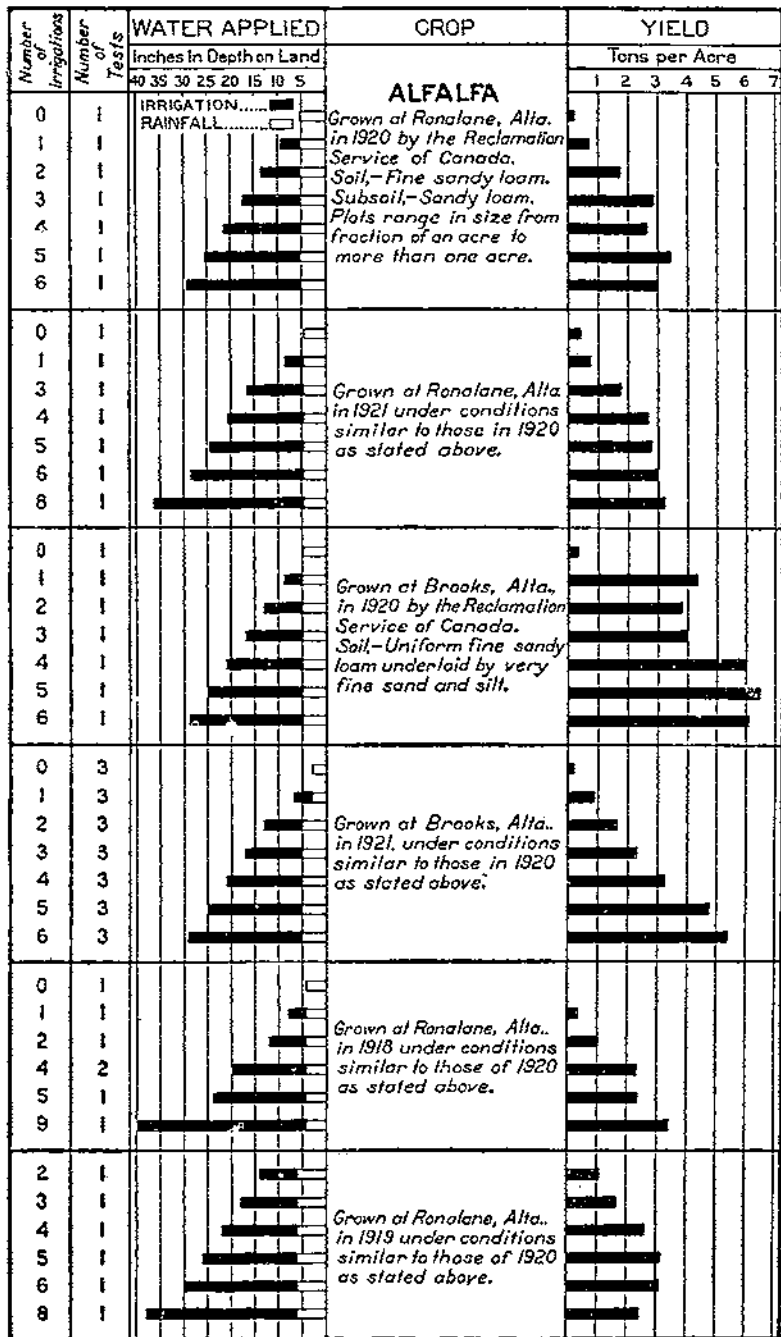 Number of Irrigations
Number of Tests
WATER APPLIED
CROP
YIELD
Inches in Depth on Land
Tons per Acre
40 35 30 25 20 15 10 5
1 2 3 4 5 6 7
ALFALFA
IRRIGATION.....
RAINFALL.....
0 1
1 1
2 1
3 1
4 1
5 1
6 1
Grown at Ronalane, Alta.
in 1920 by the Reclamation
Service of Canada.
Soil,-Fine sandy loam.
Subsoil,-Sandy loam.
Plots range in size from
fraction of an acre to
more than one acre.
0 1
1 1
3 1
4 1
5 1
6 1
8 1
Grown at Ronalane, Alta
in 1921 under conditions
similar to those in 1920
as stated above.
0 1
1 1
2 1
3 1
4 1
5 1
6 1
Grown at Brooks, Alta.,
in 1920 by the Reclamation
Service of Canada.
Soil,-Uniform fine sandy
loam underlaid by very
fine sand and silt.
0 3
1 3
2 3
3 3
4 3
5 3
6 3
Grown at Brooks, Alta..
in 1921, under conditions
similar to those in 1920
as stated above.
0 1
1 1
2 1
4 2
5 1
9 1
Grown at Ronalane, Alta..
in 1918 under conditions
similar to those of 1920
as stated above.
2 1
3 1
4 1
5 1
6 1
8 1
Grown at Ronalane, Alta..
in 1919 under conditions
similar to those of 1920
as stated above.